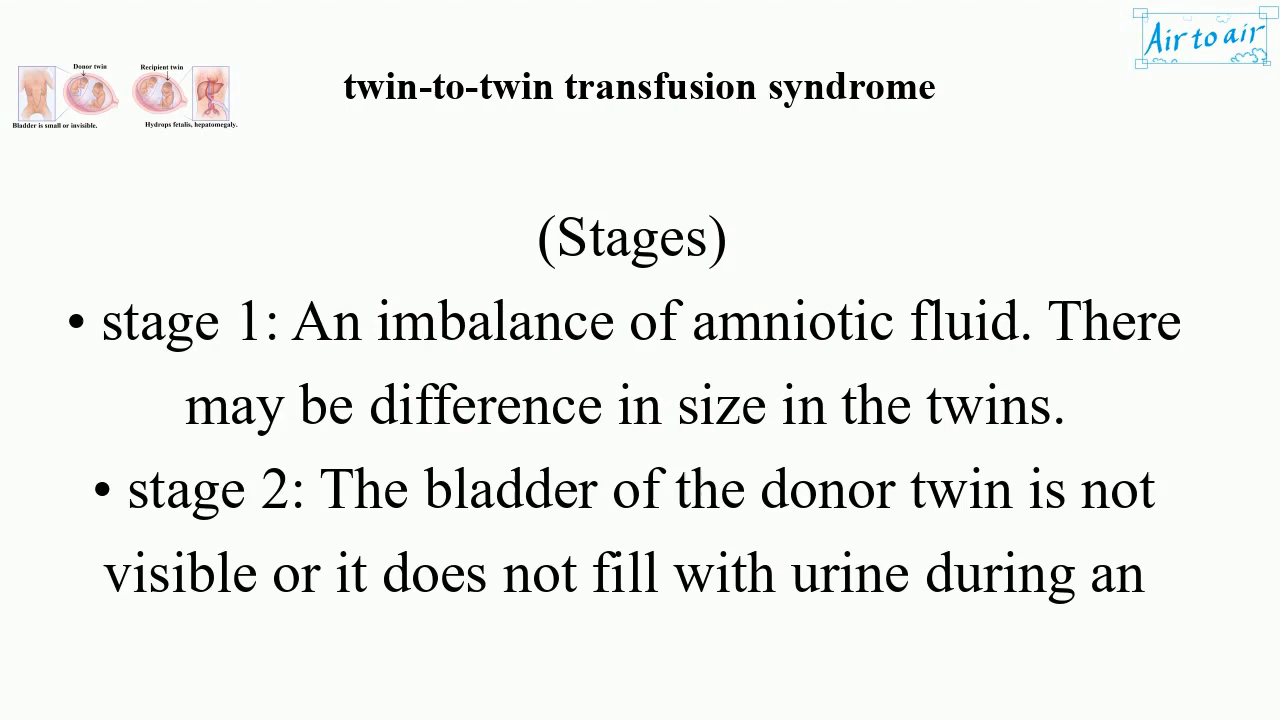 Air to air
Donor twin
Recipient twin
twin-to-twin transfusion syndrome
Bladder is small or invisible.
Hydrops fetalis, hepatomegaly.
(Stages)
• stage 1: An imbalance of amniotic fluid. There
may be difference in size in the twins.
• stage 2: The bladder of the donor twin is not
visible or it does not fill with urine during an